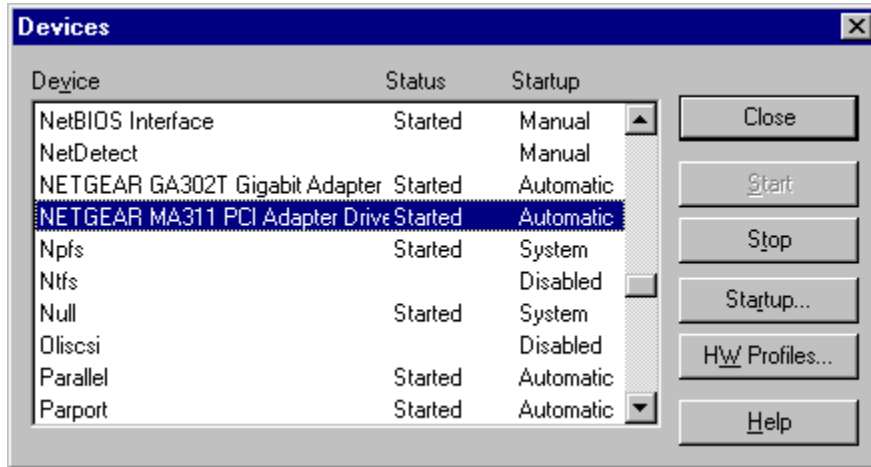 Devices
Device Status Startup
NetBIOS Interface Started Manual
NetDetect Manual
NETGEAR GA302T Gigabit Adapter Started Automatic
NETGEAR MA311 PCI Adapter Drive Started Automatic
Npfs Started System
Ntfs Disabled
Null Started System
Oliscsi Disabled
Parallel Started Automatic
Parport Started Automatic
Close
Start
Stop
Startup...
HW Profiles...
Help